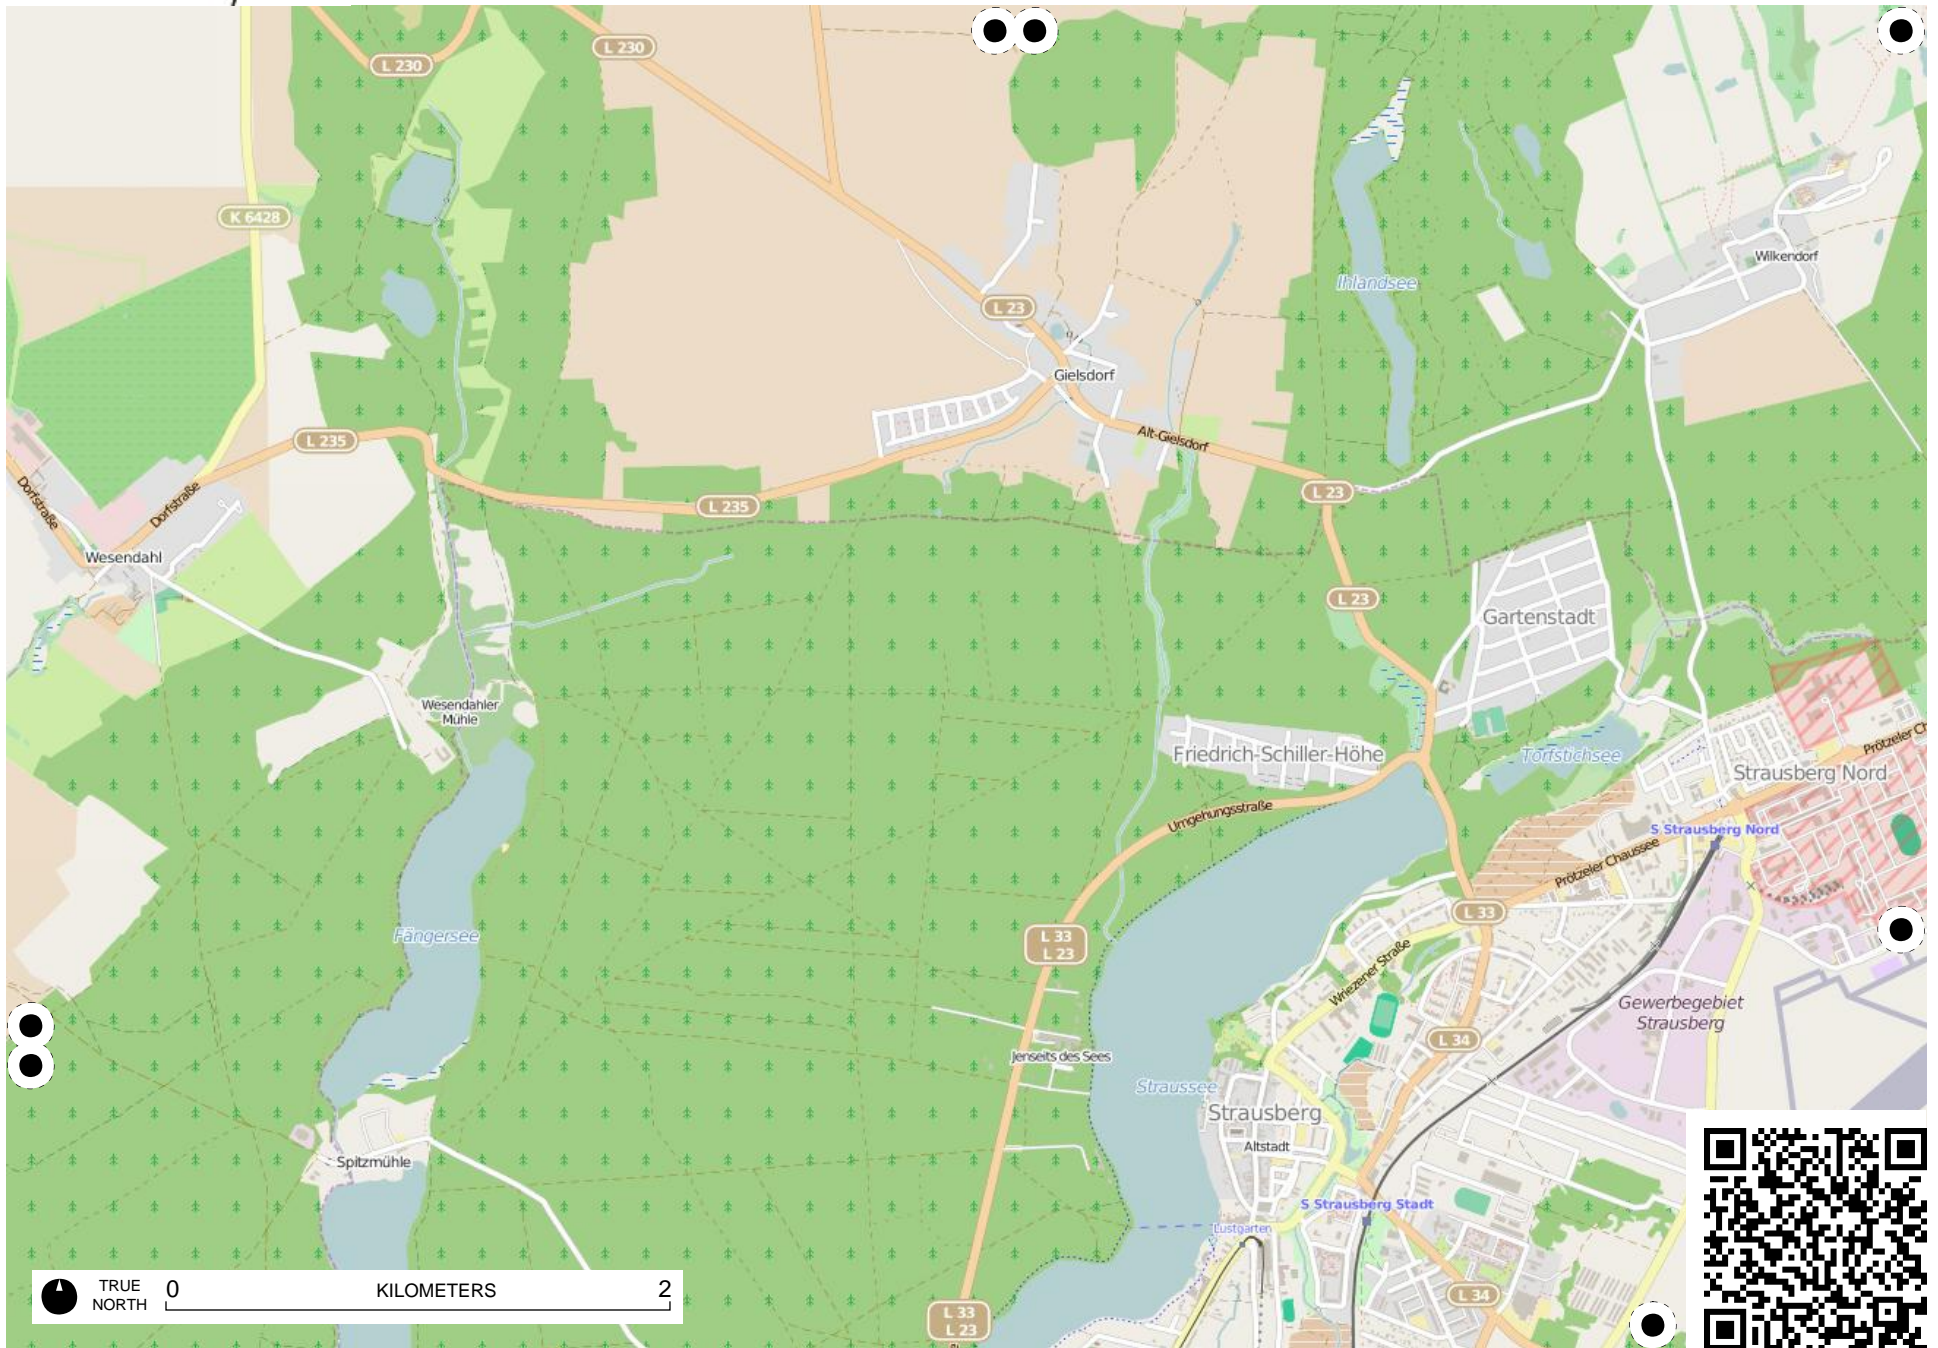 L 230
L 230
K 6428
Wilkendorf
Ihlandsee
L 23
Gielsdorf
L 235
Alt-Gielsdorf
Dorfstraße
Dorfstraße
L 23
L 235
Wesendahl
L 23
Gartenstadt
Wesendahler
Mühle
Friedrich-Schiller-Höhe
Torfstichsee
Prötzeler Ch
Strausberg Nord
Umgehungsstraße
S Strausberg Nord
Prötzeler Chaussee
L 33
Fängersee
L 33
L 23
Wriezener Straße
Gewerbegebiet
Strausberg
L 34
Jenseits des Sees
Straussee
Strausberg
Altstadt
Spitzmühle
S Strausberg Stadt
Lustgarten
TRUE
NORTH
0 KILOMETERS 2
L 34
L 33
L 23